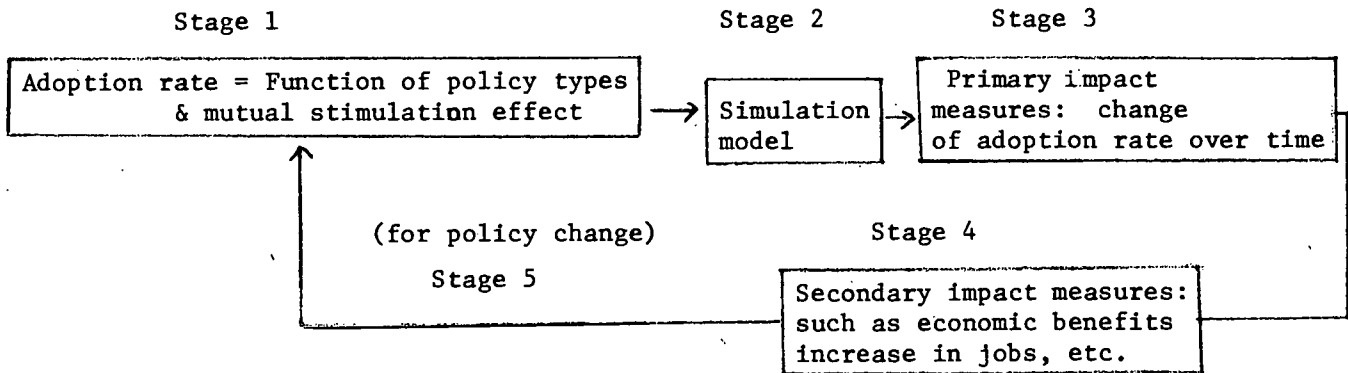 Stage 1
Stage 2
Stage 3
Adoption rate = Function of policy types
& mutual stimulation effect
Simulation
model
Primary impact
measures: change
of adoption rate over time
(for policy change)
Stage 5
Stage 4
Secondary impact measures:
such as economic benefits
increase in jobs, etc.